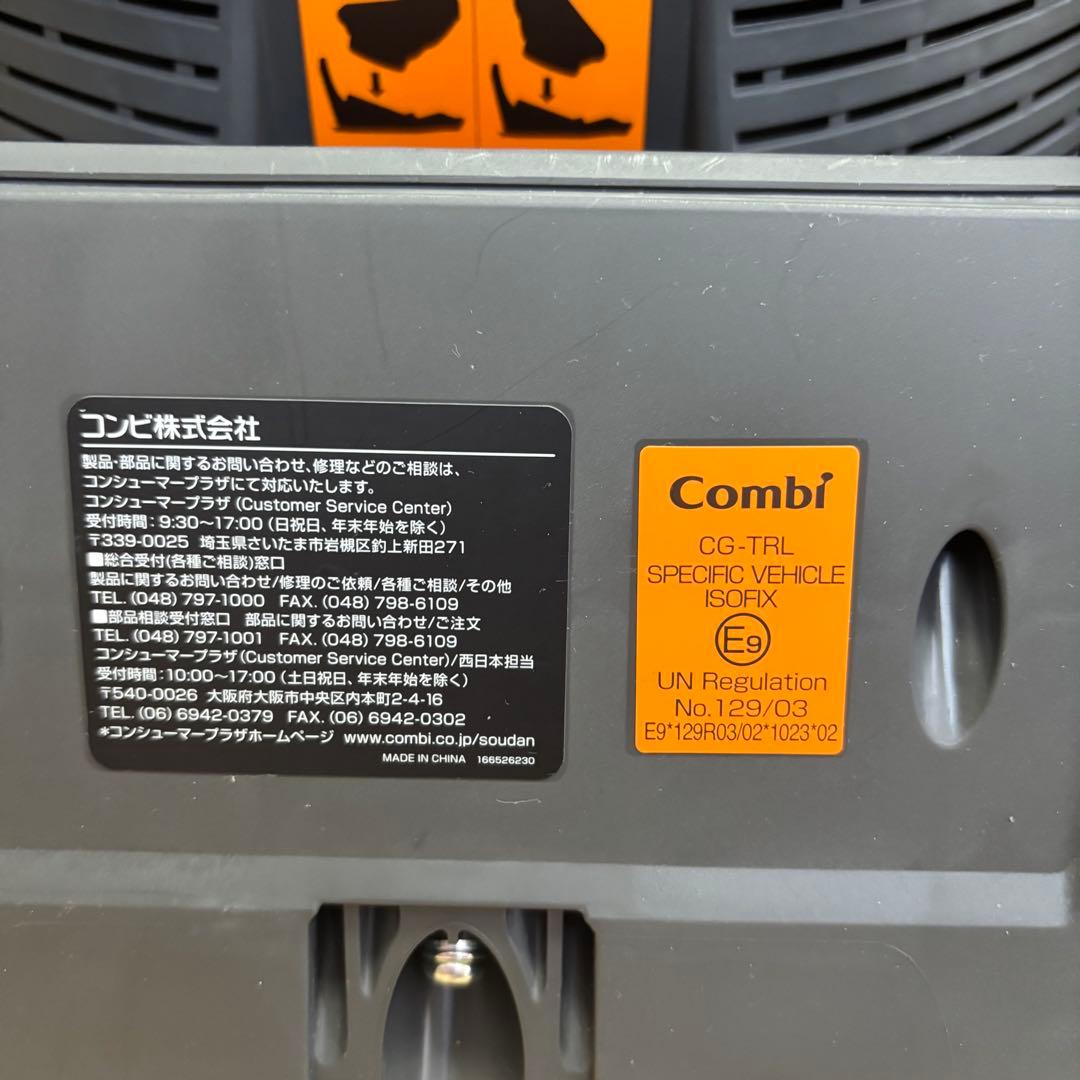 コンビ株式会社
製品・部品に関するお問い合わせ、修理などのご相談は、
コンシューマープラザにて対応いたします。
コンシューマープラザ(Customer Service Center)
受付時間:9:30〜17:00(日祝日、年末年始を除く)
〒339-0025 埼玉県さいたま市岩槻区釣上新田271
■総合受付(各種ご相談)窓口
製品に関するお問い合わせ/修理のご依頼/各種ご相談/その他
TEL.(048)797-1000 FAX.(048)798-6109
■部品相談受付窓口 部品に関するお問い合わせ/ご注文
TEL.(048)797-1001 FAX.(048)798-6109
コンシューマープラザ(Customer Service Center)/西日本担当
受付時間:10:00〜17:00(土日祝日、年末年始を除く)
〒540-0026 大阪府大阪市中央区内本町2-4-16
TEL.(06)6942-0379 FAX.(06)6942-0302
*コンシューマープラザホームページ www.combi.co.jp/soudan
MADE IN CHINA 166526230
Combi
CG-TRL
SPECIFIC VEHICLE
ISOFIX
E9
UN Regulation
No.129/03
E9*129R03/02*1023*02